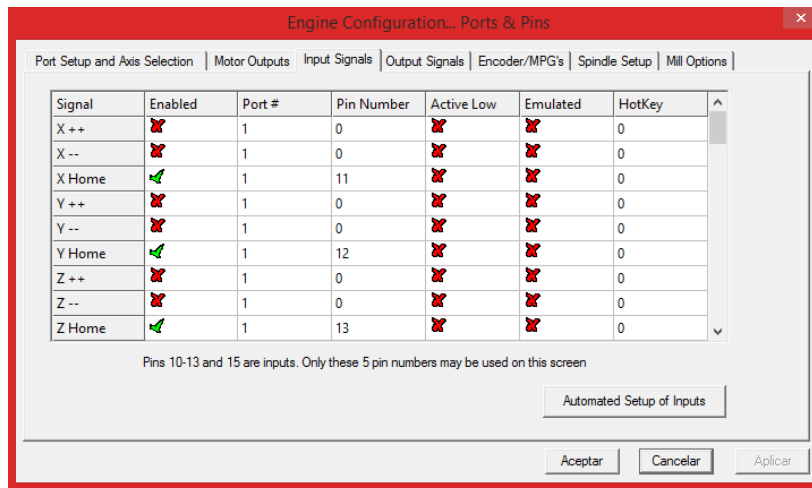 Engine Configuration... Ports & Pins
Port Setup and Axis Selection Motor Outputs Input Signals Output Signals Encoder/MPG's Spindle Setup Mill Options
Signal Enabled Port # Pin Number Active Low Emulated HotKey
X ++ 1 0 0
X -- 1 0 0
X Home 1 11 0
Y ++ 1 0 0
Y -- 1 0 0
Y Home 1 12 0
Z ++ 1 0 0
Z -- 1 0 0
Z Home 1 13 0
Pins 10-13 and 15 are inputs. Only these 5 pin numbers may be used on this screen
Automated Setup of Inputs
Aceptar Cancelar Aplicar